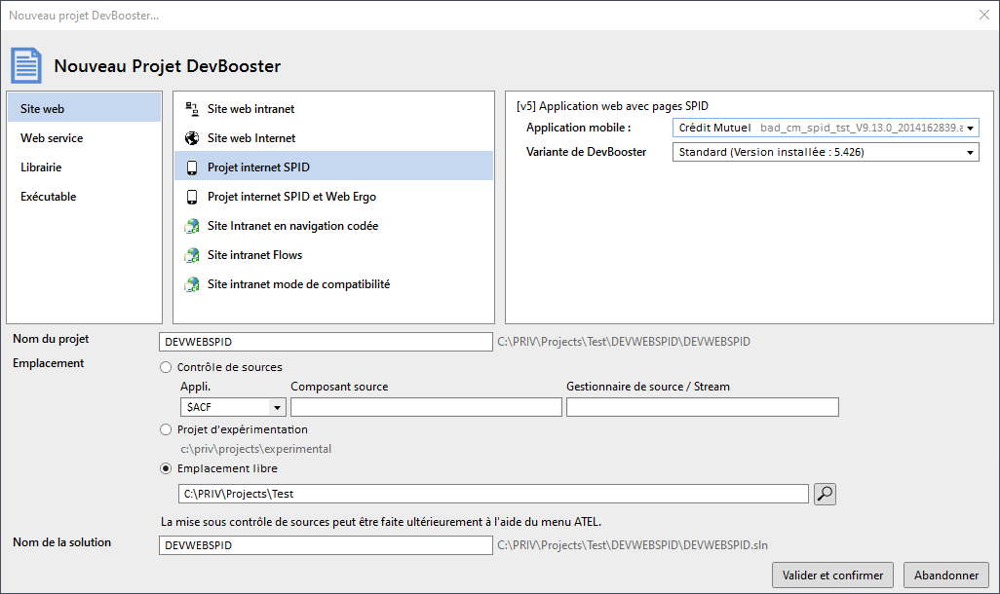 Nouveau projet DevBooster...
Nouveau Projet DevBooster
Site web
Web service
Librairie
Exécutable
Site web intranet
Site web Internet
Projet internet SPID
Projet internet SPID et Web Ergo
Site Intranet en navigation codée
Site intranet Flows
Site intranet mode de compatibilité
[v5] Application web avec pages SPID
Application mobile : Crédit Mutuel bad_cm_spid_tst_V9.13.0_2014162839.a
Variante de DevBooster Standard (Version installée : 5.426)
Nom du projet DEVWEBSPID C:\PRIV\Projects\Test\DEVWEBSPID\DEVWEBSPID
Emplacement
Contrôle de sources
Appli. Composant source Gestionnaire de source / Stream
$ACF
Projet d'expérimentation
c:\priv\projects\experimental
Emplacement libre
C:\PRIV\Projects\Test
La mise sous contrôle de sources peut être faite ultérieurement à l'aide du menu ATEL.
Nom de la solution DEVWEBSPID C:\PRIV\Projects\Test\DEVWEBSPID\DEVWEBSPID.sln
Valider et confirmer Abandonner